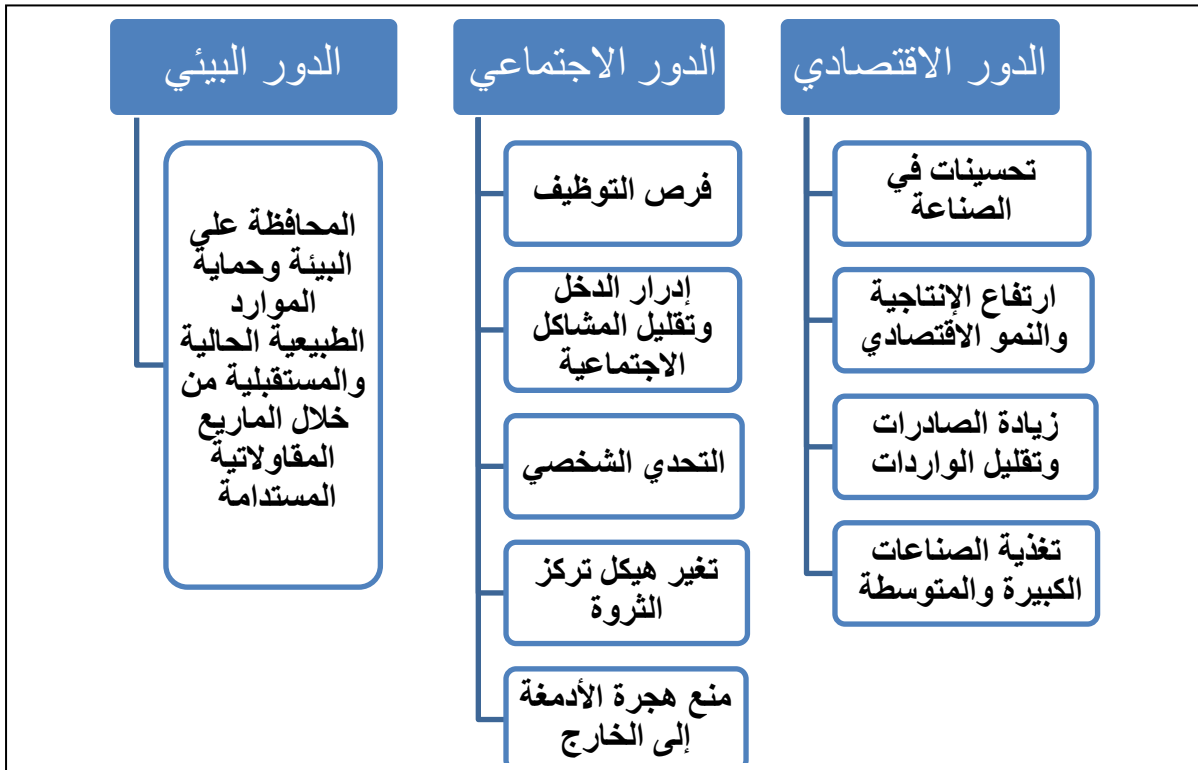 الدور الاقتصادي
تحسينات في
الصناعة
ارتفاع الإنتاجية
والنمو الاقتصادي
زيادة الصادرات
وتقليل الواردات
تغذية الصناعات
الكبيرة والمتوسطة
الدور الاجتماعي
فرص التوظيف
إدرار الدخل
وتقليل المشاكل
الاجتماعية
التحدي الشخصي
تغير هيكل تركز
الثروة
منع هجرة الأدمغة
إلى الخارج
الدور البيئي
المحافظة على
البيئة وحماية
الموارد
الطبيعية الحالية
والمستقبلية من
خلال الماريع
المقاولاتية
المستدامة